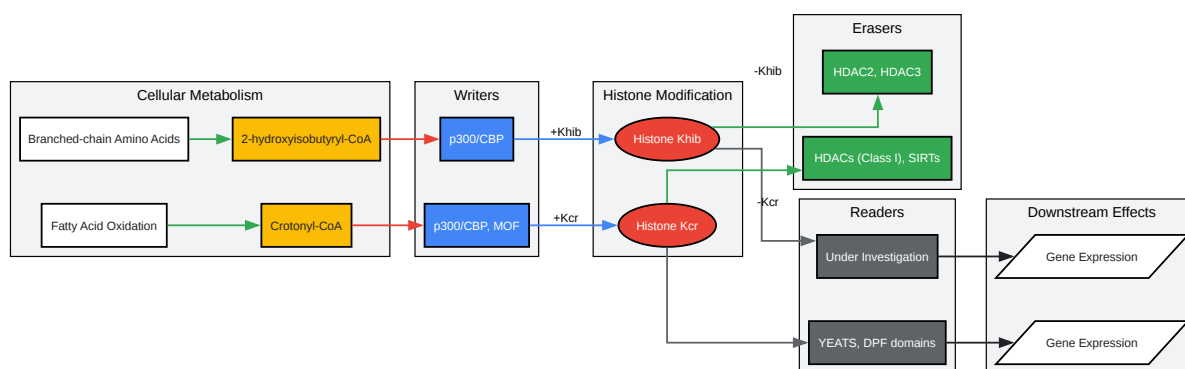 Cellular Metabolism
Branched-chain Amino Acids
2-hydroxyisobutyryl-CoA
Fatty Acid Oxidation
Crotonyl-CoA
Writers
p300/CBP
p300/CBP, MOF
+Khib
+Kcr
Histone Modification
Histone Khib
Histone Kcr
-Khib
-Kcr
Erasers
HDAC2, HDAC3
HDACs (Class I), SIRTs
Readers
Under Investigation
YEATS, DPF domains
Downstream Effects
Gene Expression
Gene Expression